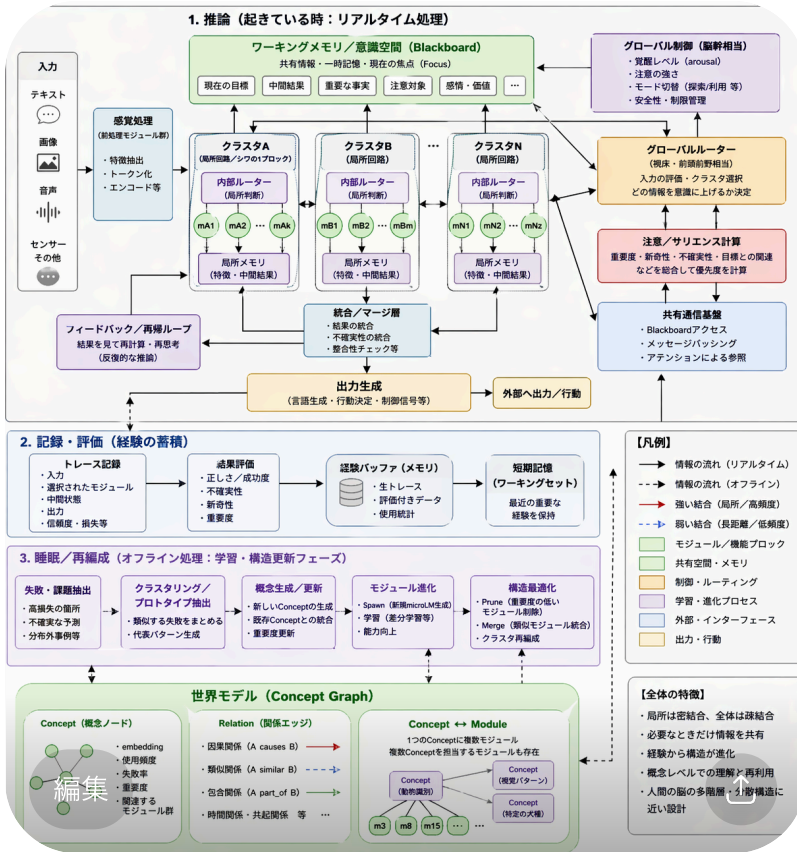 1. 推論（起きている時：リアルタイム処理）
入力
テキスト
画像
音声
センサー
その他
感覚処理
(前処理モジュール群)
・特徴抽出
・トークン化
・エンコード等
ワーキングメモリ／意識空間（Blackboard）
共有情報・一時記憶・現在の焦点（Focus）
現在の目標
中間結果
重要な事実
注意対象
感情・価値
…
グローバル制御（脳幹相当）
・覚醒レベル（arousal）
・注意の強さ
・モード切替（探索/利用 等）
・安全性・制限管理
クラスタA
(局所回路／シワの1ブロック)
内部ルーター
(局所判断)
mA1
mA2
…
mAk
局所メモリ
(特徴・中間結果)
クラスタB
(局所回路)
内部ルーター
(局所判断)
mB1
mB2
…
mBm
局所メモリ
(特徴・中間結果)
…
クラスタN
(局所回路)
内部ルーター
(局所判断)
mN1
mN2
…
mNz
局所メモリ
(特徴・中間結果)
グローバルルーター
(視床・前頭前野相当)
入力の評価・クラスタ選択
どの情報を意識に上げるか決定
注意／サリエンス計算
重要度・新奇性・不確実性・目標との関連
などを総合して優先度を計算
共有通信基盤
・Blackboardアクセス
・メッセージパッシング
・アテンションによる参照
フィードバック／再帰ループ
結果を見て再計算・再思考
(反復的な推論)
統合／マージ層
・結果の統合
・不確実性の統合
・整合性チェック等
出力生成
(言語生成・行動決定・制御信号等)
外部へ出力／行動
2. 記録・評価（経験の蓄積）
トレース記録
・入力
・選択されたモジュール
・中間状態
・出力
・信頼度・損失等
結果評価
・正しさ／成功度
・不確実性
・新奇性
・重要度
経験バッファ（メモリ）
・生トレース
・評価付きデータ
・使用統計
短期記憶
(ワーキングセット)
最近の重要な
経験を保持
【凡例】
情報の流れ（リアルタイム）
情報の流れ（オフライン）
強い結合（局所／高頻度）
弱い結合（長距離／低頻度）
モジュール／機能ブロック
共有空間・メモリ
制御・ルーティング
学習・進化プロセス
外部・インターフェース
出力・行動
3. 睡眠／再編成（オフライン処理：学習・構造更新フェーズ）
失敗・課題抽出
・高損失の箇所
・不確実な予測
・分布外事例等
クラスタリング／
プロトタイプ抽出
・類似する失敗をまとめる
・代表パターン生成
概念生成／更新
・新しいConceptの生成
・既存Conceptとの統合
・重要度更新
モジュール進化
・Spawn（新規microLM生成）
・学習（差分学習等）
・能力向上
構造最適化
・Prune（重要度の低い
モジュール削除）
・Merge（類似モジュール統合）
・クラスタ再編成
世界モデル（Concept Graph）
Concept（概念ノード）
・embedding
・使用頻度
・失敗率
・重要度
・関連する
モジュール群
Relation（関係エッジ）
・因果関係（A causes B）
・類似関係（A similar B）
・包含関係（A part_of B）
・時間関係・共起関係 等 …
Concept ↔ Module
1つのConceptに複数モジュール
複数Conceptを担当するモジュールも存在
Concept
(動物識別)
Concept
(視覚パターン)
Concept
(特定の犬種)
m3
m8
m15
…
…
【全体の特徴】
・局所は密結合、全体は疎結合
・必要なときだけ情報を共有
・経験から構造が進化
・概念レベルでの理解と再利用
・人間の脳の多階層・分散構造に
近い設計
編集